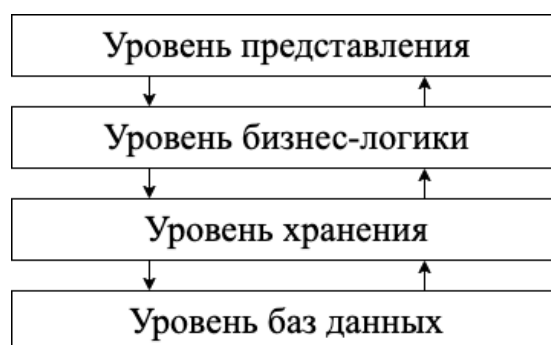 Уровень представления
Уровень бизнес-логики
Уровень хранения
Уровень баз данных